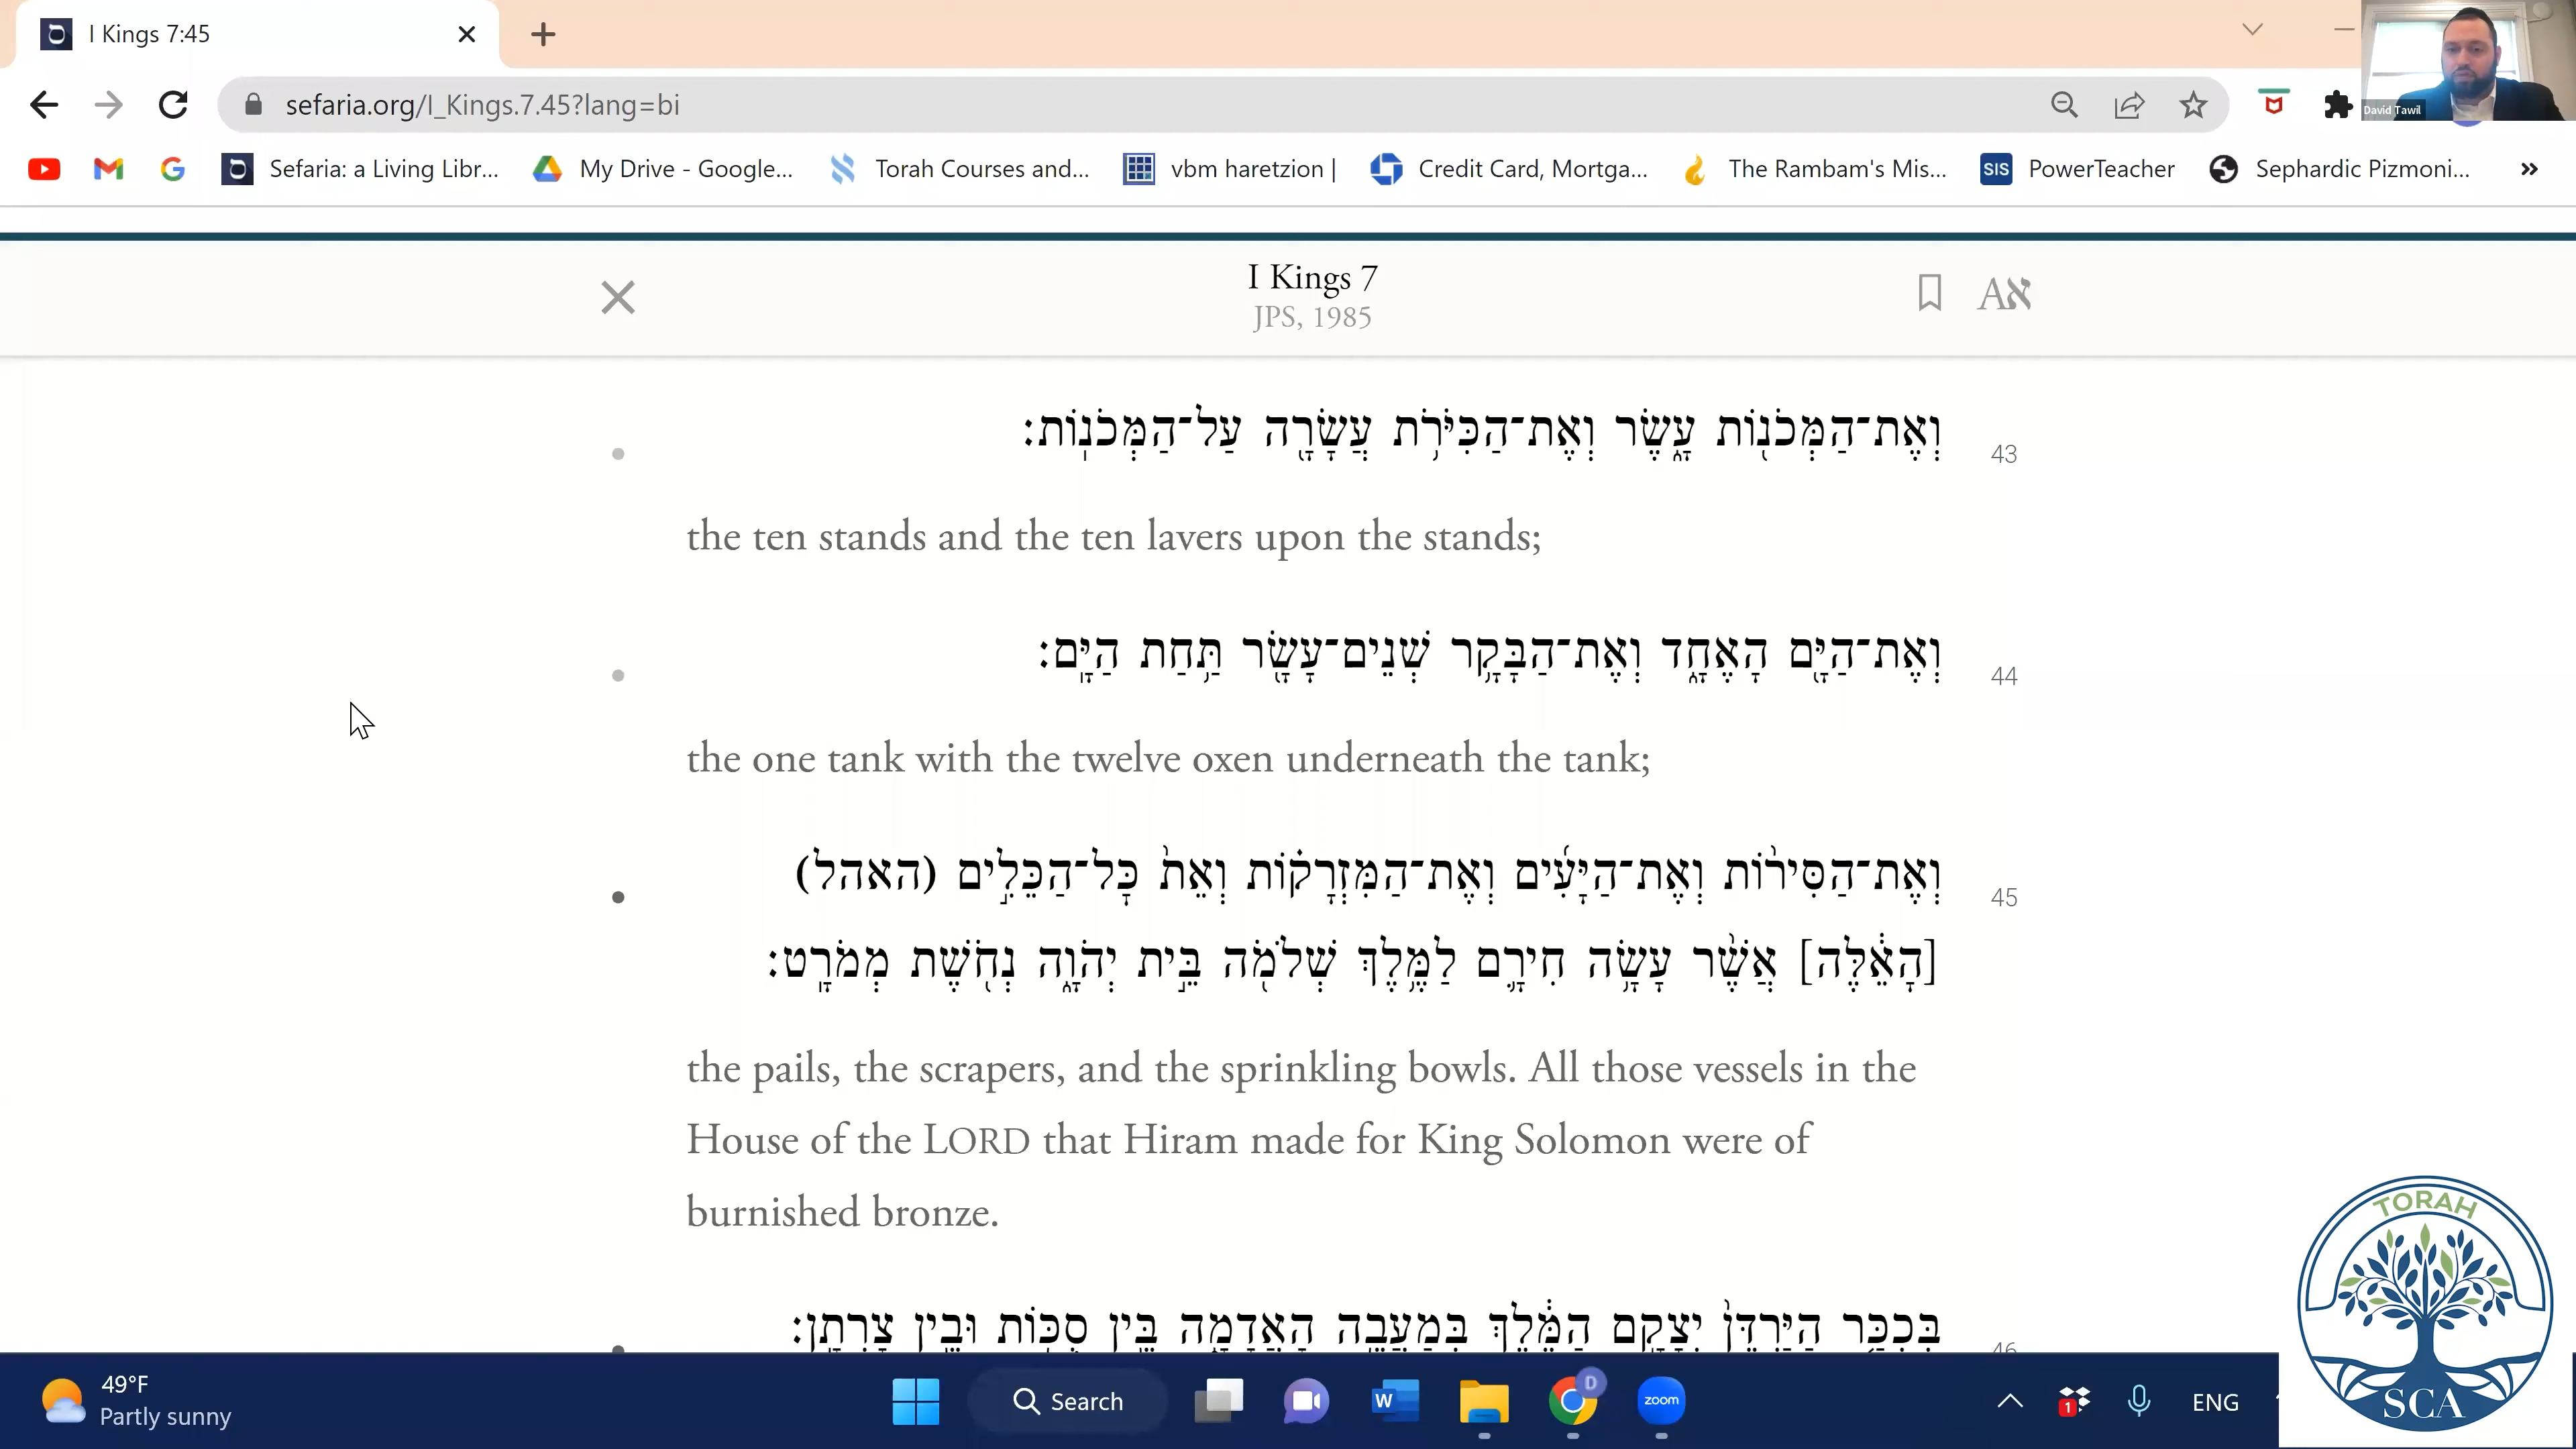 I Kings 7:45
sefaria.org/I_Kings.7.45?lang=bi
David Tawil
Sefaria: a Living Libr... My Drive - Google... Torah Courses and... vbm haretzion | Credit Card, Mortga... The Rambam's Mis... SIS PowerTeacher Sephardic Pizmoni... »
I Kings 7
JPS, 1985
Aא
וְאֶת־הַמְּכֹנ֖וֹת עָ֑שֶׂר וְאֶת־הַכִּיֹּרֹ֥ת עֲשָׂרָ֖ה עַל־הַמְּכֹנֽוֹת׃
43
the ten stands and the ten lavers upon the stands;
וְאֶת־הַיָּ֖ם הָאֶחָ֑ד וְאֶת־הַבָּקָ֥ר שְׁנֵים־עָשָׂ֖ר תַּ֥חַת הַיָּֽם׃
44
the one tank with the twelve oxen underneath the tank;
וְאֶת־הַסִּיר֨וֹת וְאֶת־הַיָּעִ֜ים וְאֶת־הַמִּזְרָק֗וֹת וְאֵת֙ כׇּל־הַכֵּלִ֣ים (האהל)
45
[הָאֵ֔לֶּה] אֲשֶׁ֨ר עָשָׂ֥ה חִירָ֛ם לַמֶּ֥לֶךְ שְׁלֹמֹ֖ה בֵּ֣ית יְהֹוָ֑ה נְחֹ֖שֶׁת מְמֹרָֽט׃
the pails, the scrapers, and the sprinkling bowls. All those vessels in the
House of the LORD that Hiram made for King Solomon were of
burnished bronze.
בְּכִכַּ֤ר הַיַּרְדֵּן֙ יְצָקָ֣ם הַמֶּ֔לֶךְ בְּמַעֲבֵ֖ה הָאֲדָמָ֑ה בֵּ֥ין סֻכּ֖וֹת וּבֵ֥ין צָרְתָֽן׃
46
49°F
Partly sunny
Search
W
D
zoom
1
ENG
TORAH
SCA